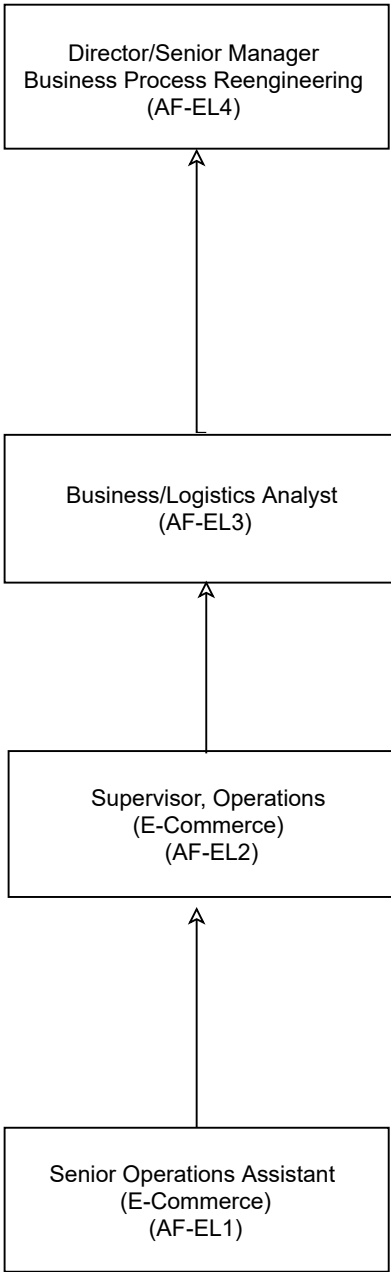 Director/Senior Manager
Business Process Reengineering
(AF-EL4)
Business/Logistics Analyst
(AF-EL3)
Supervisor, Operations
(E-Commerce)
(AF-EL2)
Senior Operations Assistant
(E-Commerce)
(AF-EL1)